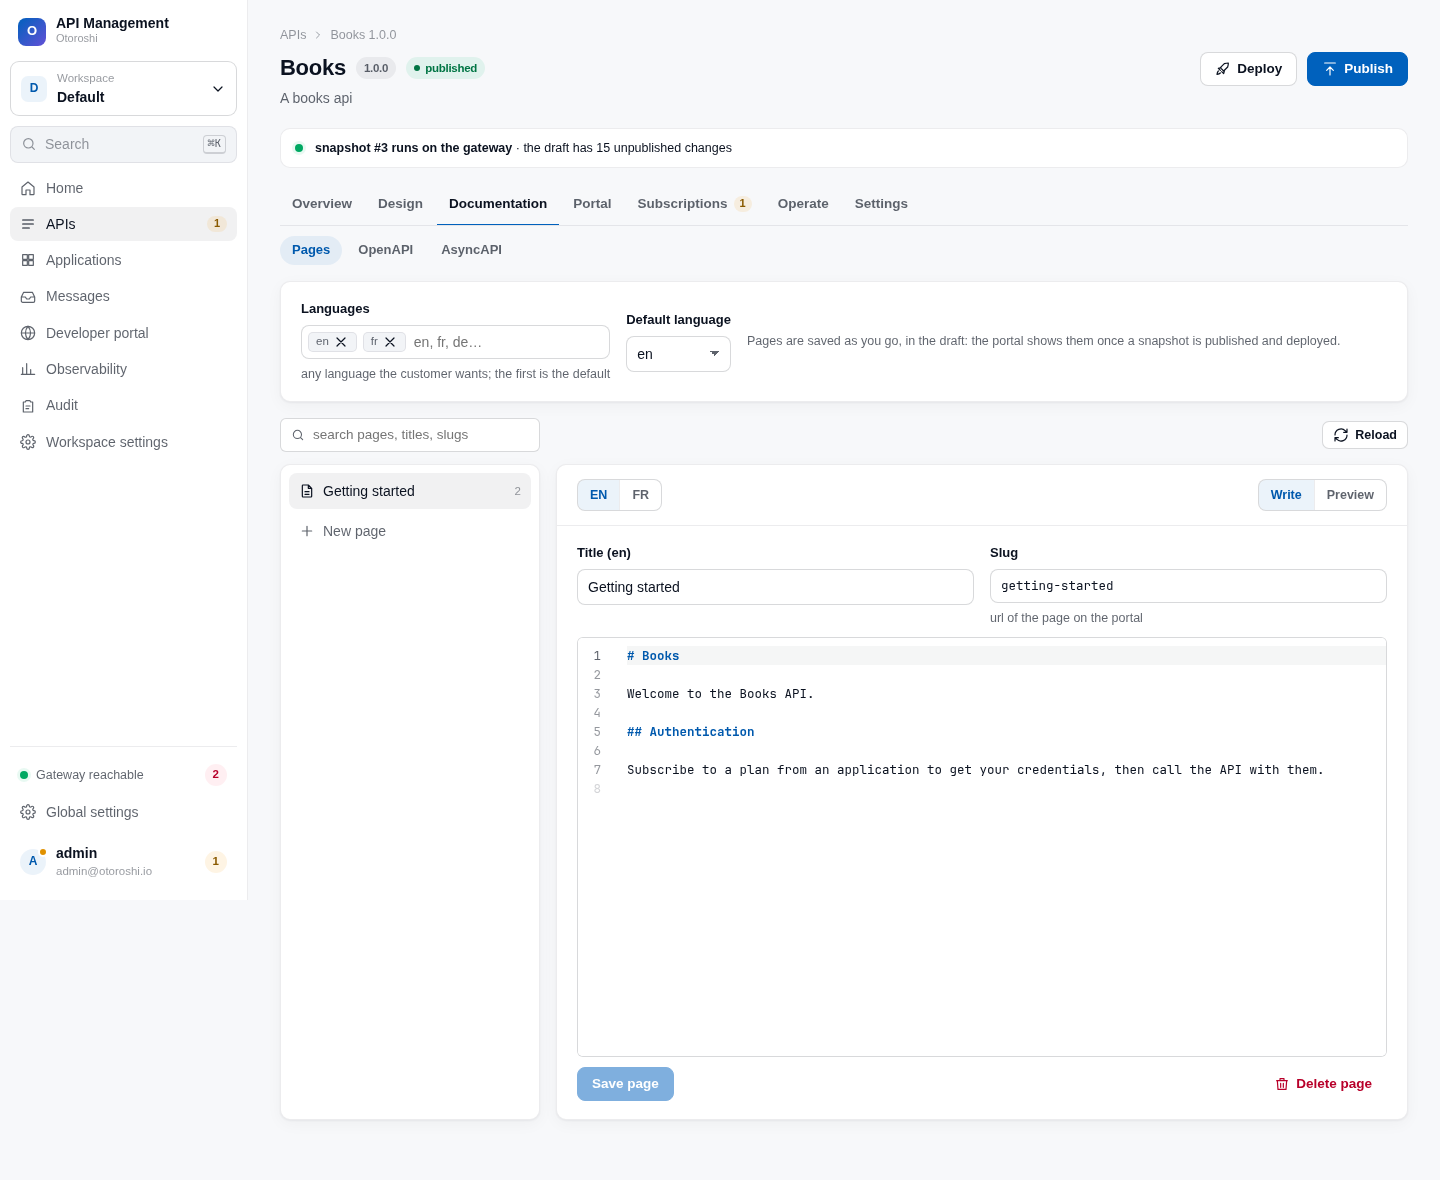 O
API Management
Otoroshi
D
Workspace
Default
Search
⌘K
Home
APIs
1
Applications
Messages
Developer portal
Observability
Audit
Workspace settings
Gateway reachable
2
Global settings
A
admin
admin@otoroshi.io
1
APIs
Books 1.0.0
Books
1.0.0
published
A books api
Deploy
Publish
snapshot #3 runs on the gateway · the draft has 15 unpublished changes
Overview
Design
Documentation
Portal
Subscriptions
1
Operate
Settings
Pages
OpenAPI
AsyncAPI
Languages
en
fr
en, fr, de…
any language the customer wants; the first is the default
Default language
en
Pages are saved as you go, in the draft: the portal shows them once a snapshot is published and deployed.
search pages, titles, slugs
Reload
Getting started
2
New page
EN
FR
Write
Preview
Title (en)
Getting started
Slug
getting-started
url of the page on the portal
1 # Books
2
3 Welcome to the Books API.
4
5 ## Authentication
6
7 Subscribe to a plan from an application to get your credentials, then call the API with them.
8
Save page
Delete page